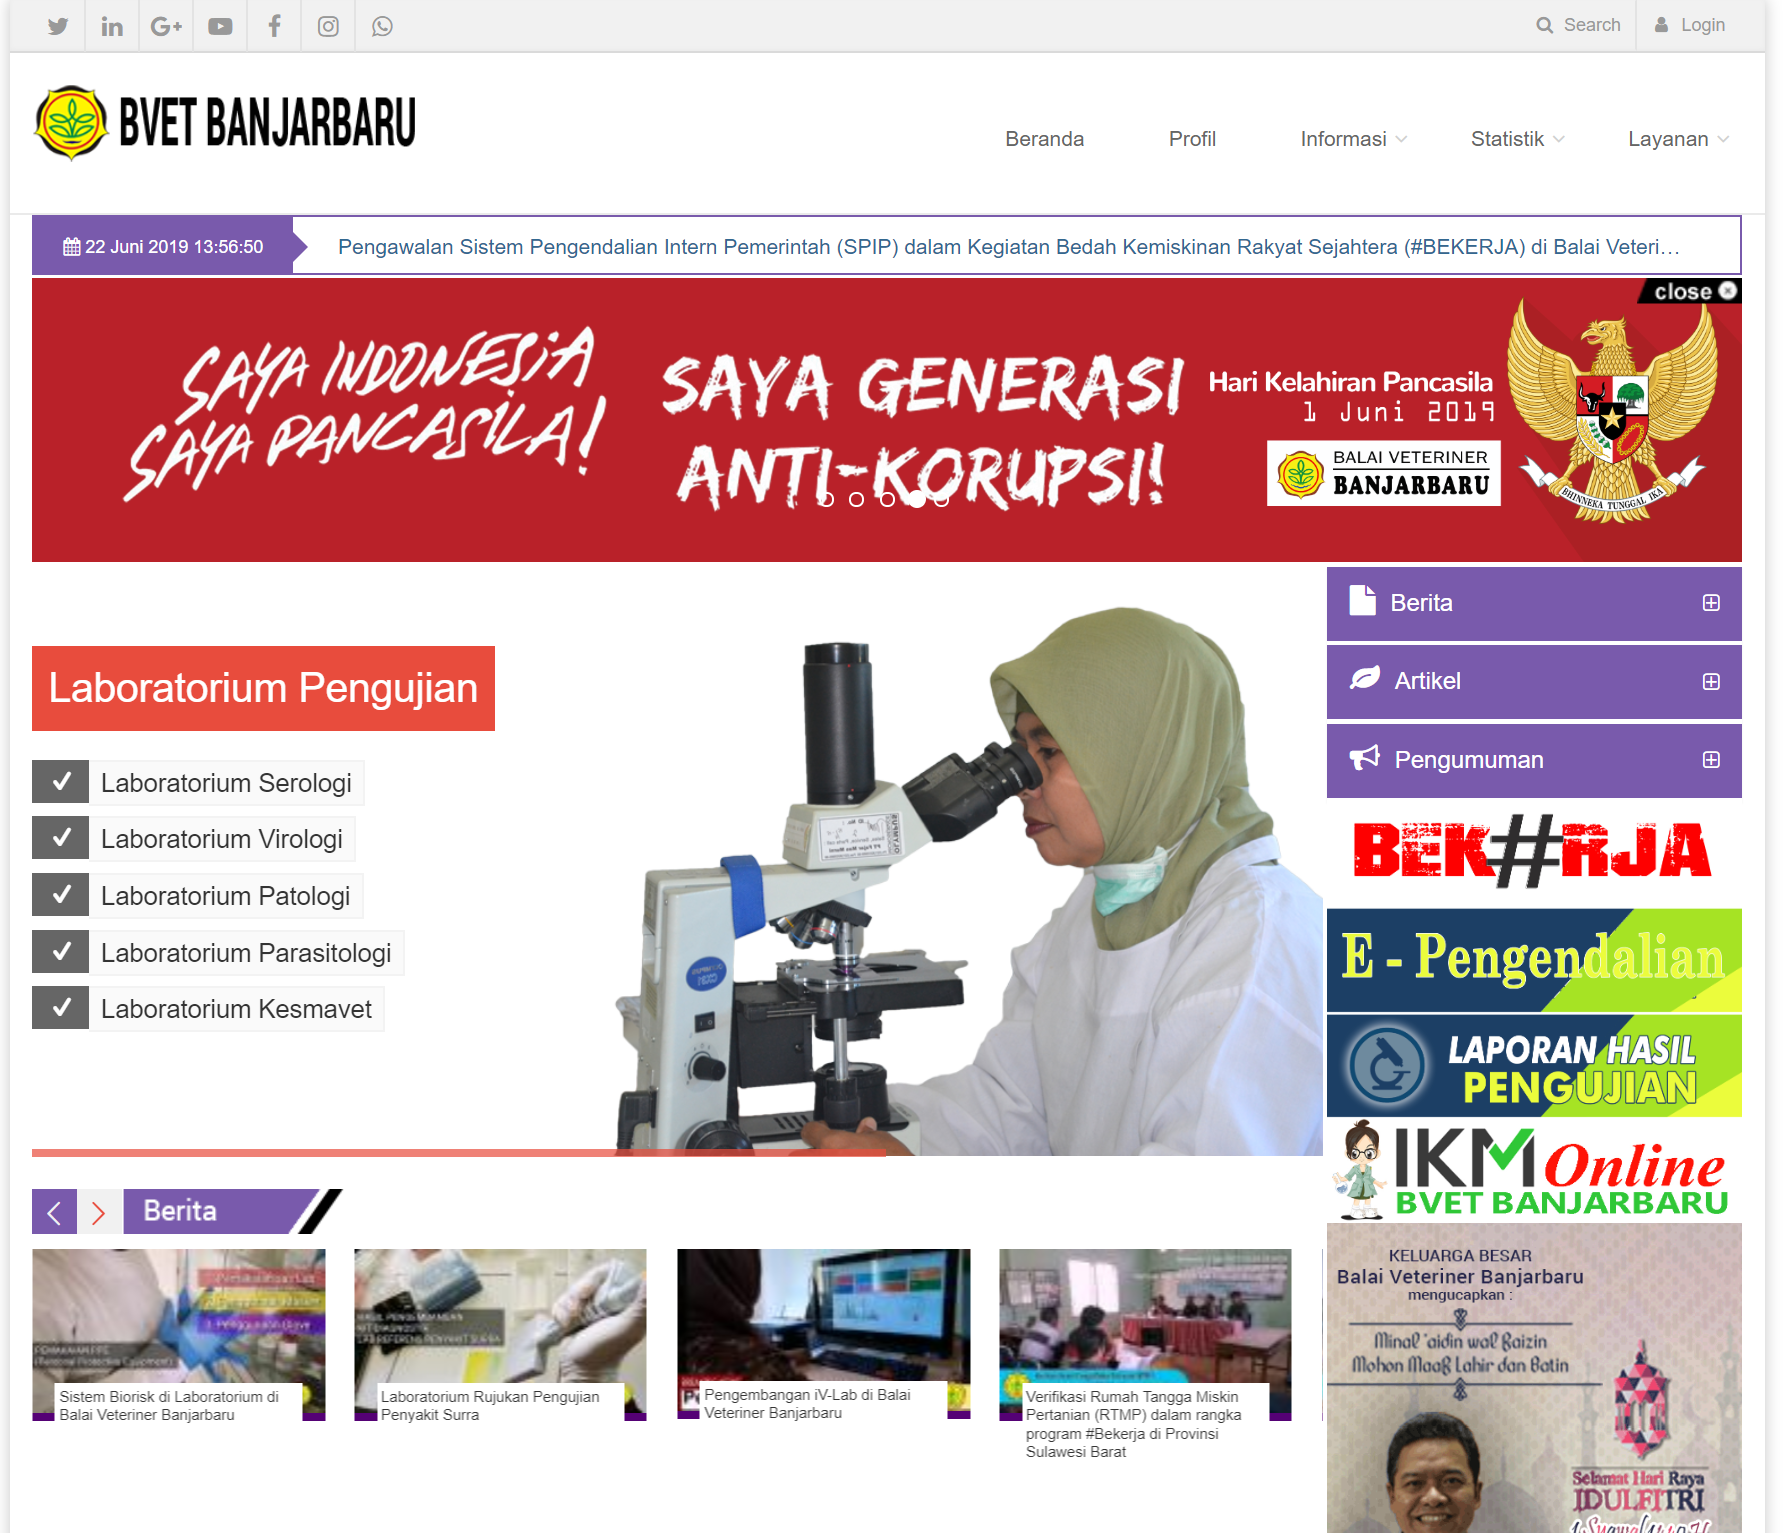 Search
Login
BVET BANJARBARU
Beranda
Profil
Informasi
Statistik
Layanan
22 Juni 2019 13:56:50
Pengawalan Sistem Pengendalian Intern Pemerintah (SPIP) dalam Kegiatan Bedah Kemiskinan Rakyat Sejahtera (#BEKERJA) di Balai Veteri…
close
SAYA INDONESIA
SAYA PANCASILA!
SAYA GENERASI
ANTI-KORUPSI!
Hari Kelahiran Pancasila
1 Juni 2019
BALAI VETERINER
BANJARBARU
BHINNEKA TUNGGAL IKA
Laboratorium Pengujian
Laboratorium Serologi
Laboratorium Virologi
Laboratorium Patologi
Laboratorium Parasitologi
Laboratorium Kesmavet
Berita
Artikel
Pengumuman
BEK#RJA
E - Pengendalian
LAPORAN HASIL
PENGUJIAN
IKM Online
BVET BANJARBARU
Berita
Sistem Biorisk di Laboratorium di
Balai Veteriner Banjarbaru
Laboratorium Rujukan Pengujian
Penyakit Surra
Pengembangan iV-Lab di Balai
Veteriner Banjarbaru
Verifikasi Rumah Tangga Miskin
Pertanian (RTMP) dalam rangka
program #Bekerja di Provinsi
Sulawesi Barat
KELUARGA BESAR
Balai Veteriner Banjarbaru
mengucapkan :
Minal 'aidin wal faizin
Mohon Maaf Lahir dan Batin
Selamat Hari Raya
IDULFITRI